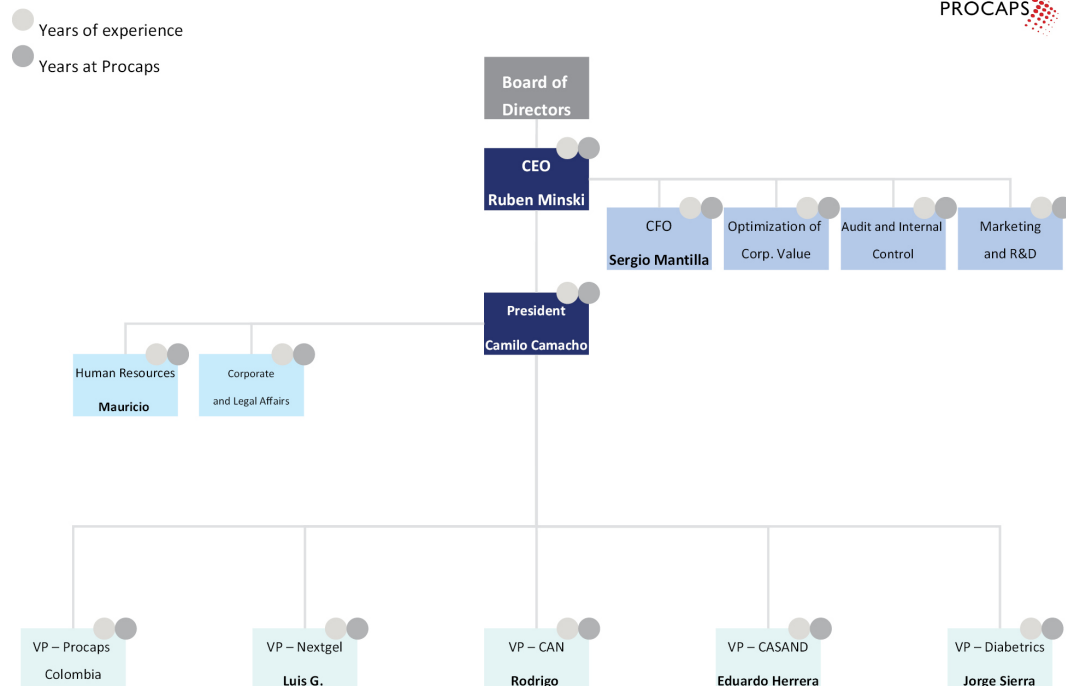 PROCAPS
Years of experience
Years at Procaps
Board of
Directors
CEO
Ruben Minski
CFO
Sergio Mantilla
Optimization of
Corp. Value
Audit and Internal
Control
Marketing
and R&D
President
Camilo Camacho
Human Resources
Mauricio
Corporate
and Legal Affairs
VP – Procaps
Colombia
VP – Nextgel
Luis G.
VP – CAN
Rodrigo
VP – CASAND
Eduardo Herrera
VP – Diabetrics
Jorge Sierra